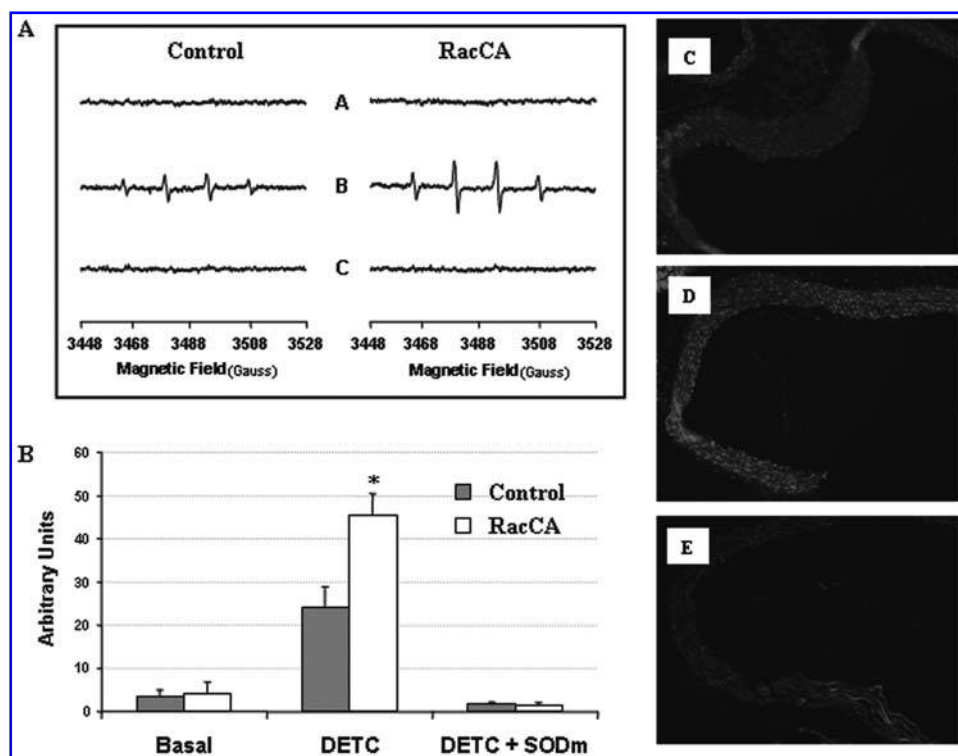 A
Control RacCA
A
B
C
3448 3468 3488 3508 3528 3448 3468 3488 3508 3528
Magnetic Field (Gauss) Magnetic Field (Gauss)
B
60
50
40
30
20
10
0
Arbitrary Units
*
Control
RacCA
Basal DETC DETC + SODm
C
D
E